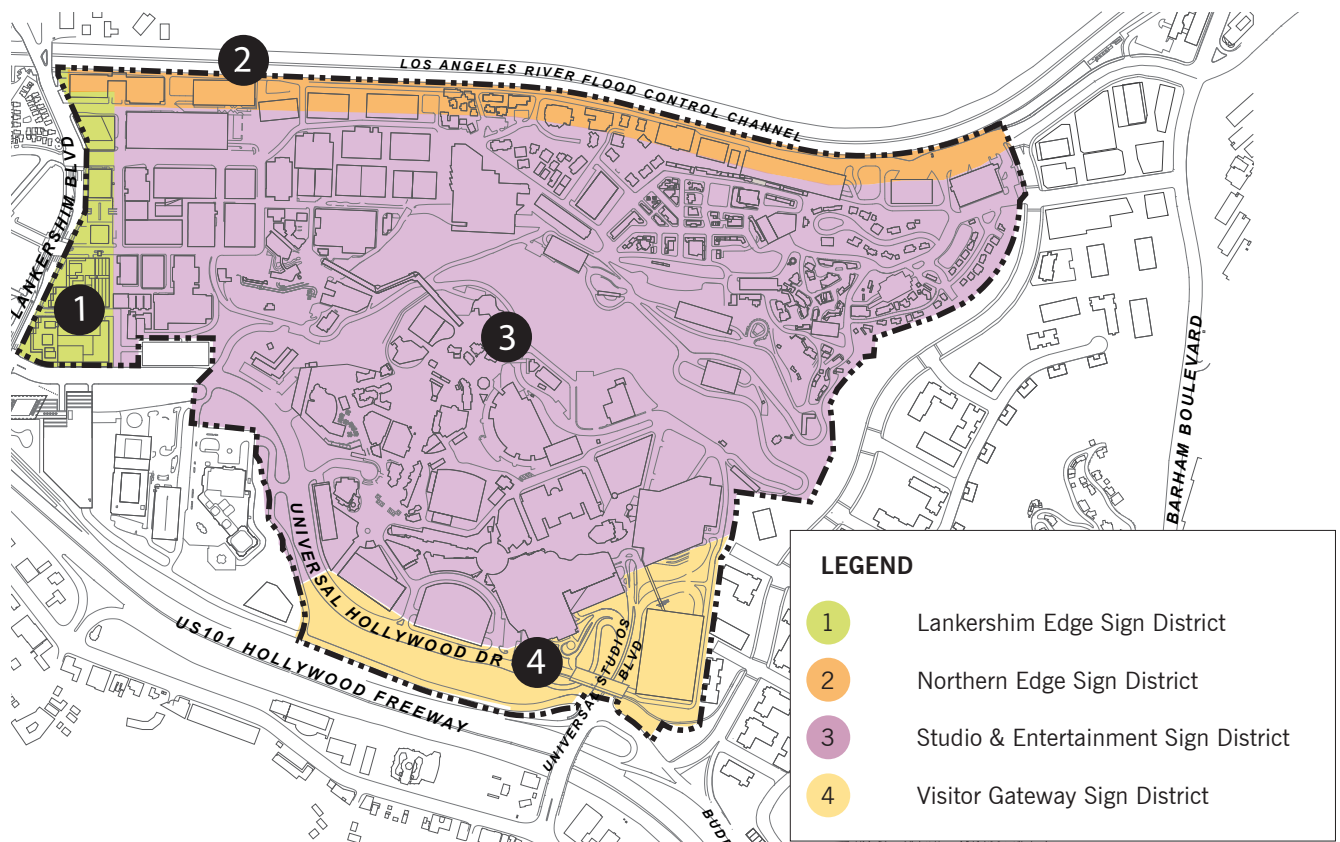 2
LOS ANGELES RIVER FLOOD CONTROL CHANNEL
LANKERSHIM BLVD
1
3
BARHAM BOULEVARD
UNIVERSAL HOLLYWOOD DR
4
US101 HOLLYWOOD FREEWAY
UNIVERSAL STUDIOS
BLVD
BUDD
LEGEND
1 Lankershim Edge Sign District
2 Northern Edge Sign District
3 Studio & Entertainment Sign District
4 Visitor Gateway Sign District